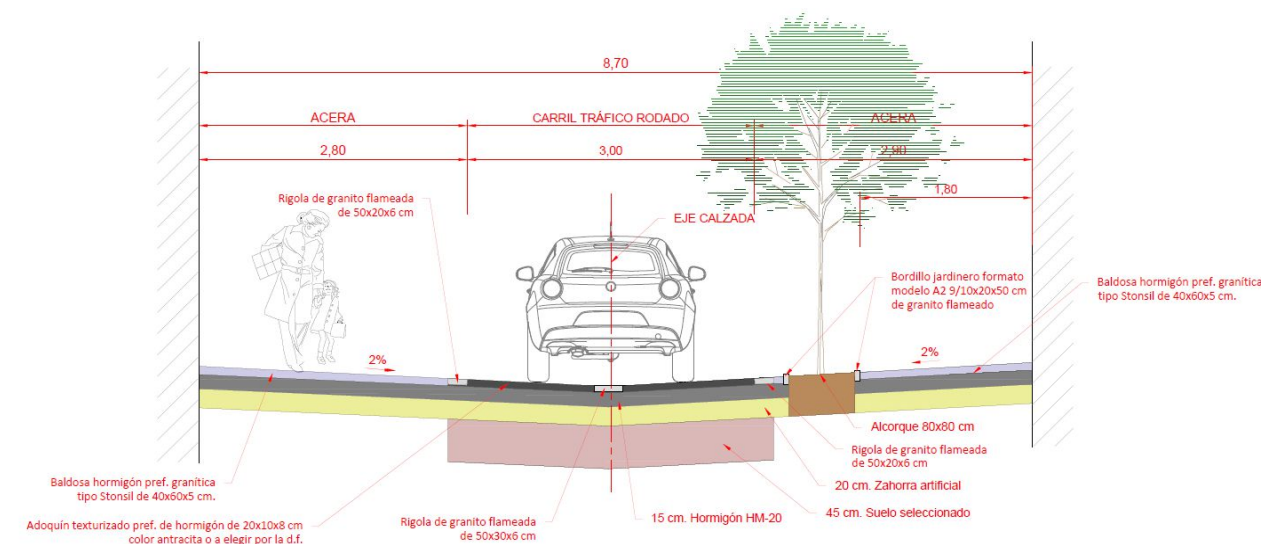 8,70
ACERA
CARRIL TRÁFICO RODADO
ACERA
2,80
3,00
2,90
1,80
Rigola de granito flameada
de 50x20x6 cm
EJE CALZADA
Bordillo jardinero formato
modelo A2 9/10x20x50 cm
de granito flameado
Baldosa hormigón pref. granítica
tipo Stonsil de 40x60x5 cm.
2%
2%
Alcorque 80x80 cm
Rigola de granito flameada
de 50x20x6 cm
Baldosa hormigón pref. granítica
tipo Stonsil de 40x60x5 cm.
20 cm. Zahorra artificial
Adoquín texturizado pref. de hormigón de 20x10x8 cm
color antracita o a elegir por la d.f.
Rigola de granito flameada
de 50x30x6 cm
15 cm. Hormigón HM-20
45 cm. Suelo seleccionado